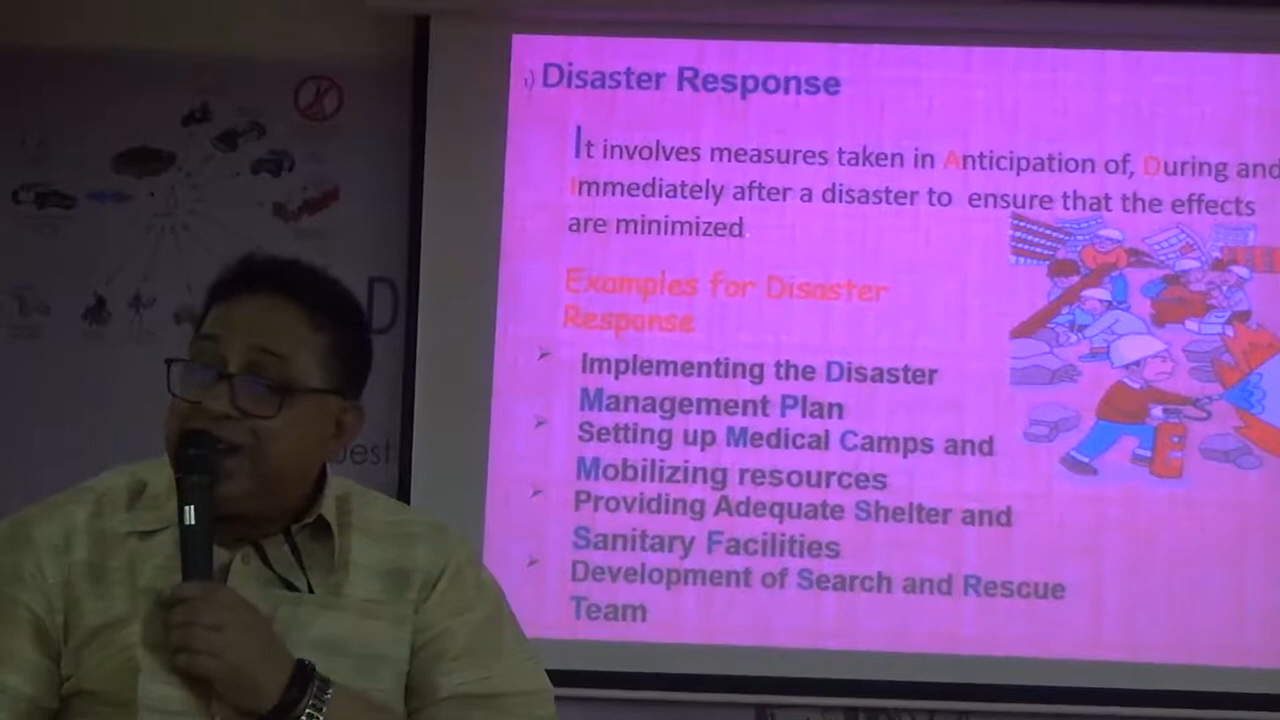 i) Disaster Response
It involves measures taken in Anticipation of, During and
Immediately after a disaster to ensure that the effects
are minimized.
Examples for Disaster
Response
Implementing the Disaster
Management Plan
Setting up Medical Camps and
Mobilizing resources
Providing Adequate Shelter and
Sanitary Facilities
Development of Search and Rescue
Team
D
best